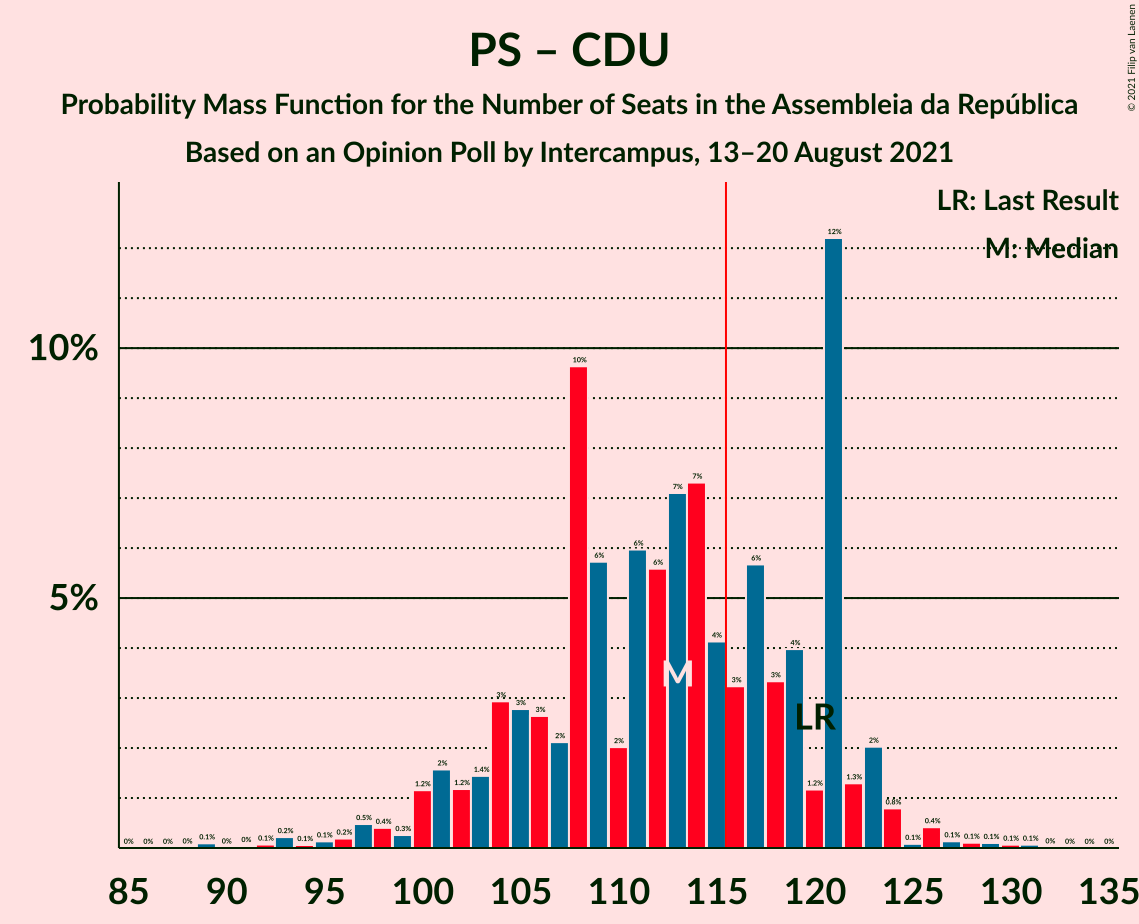 PS – CDU
Probability Mass Function for the Number of Seats in the Assembleia da República
Based on an Opinion Poll by Intercampus, 13–20 August 2021
© 2021 Filip van Laenen
LR: Last Result
M: Median
10%
5%
0% 0% 0% 0% 0.1% 0% 0% 0.1% 0.2% 0.1% 0.1% 0.2% 0.5% 0.4% 0.3% 1.2% 2% 1.2% 1.4% 3% 3% 3% 2% 10% 6% 2% 6% 6% 7% 7% 4% 3% 6% 3% 4% 1.2% 12% 1.3% 2% 0.8% 0.1% 0.4% 0.1% 0.1% 0.1% 0.1% 0.1% 0% 0% 0% 0%
M
LR
85 90 95 100 105 110 115 120 125 130 135